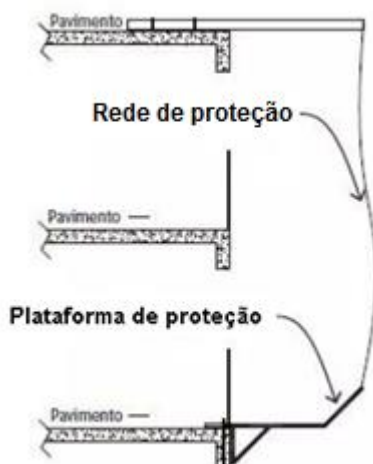 Pavimento
Rede de proteção
Pavimento
Plataforma de proteção
Pavimento